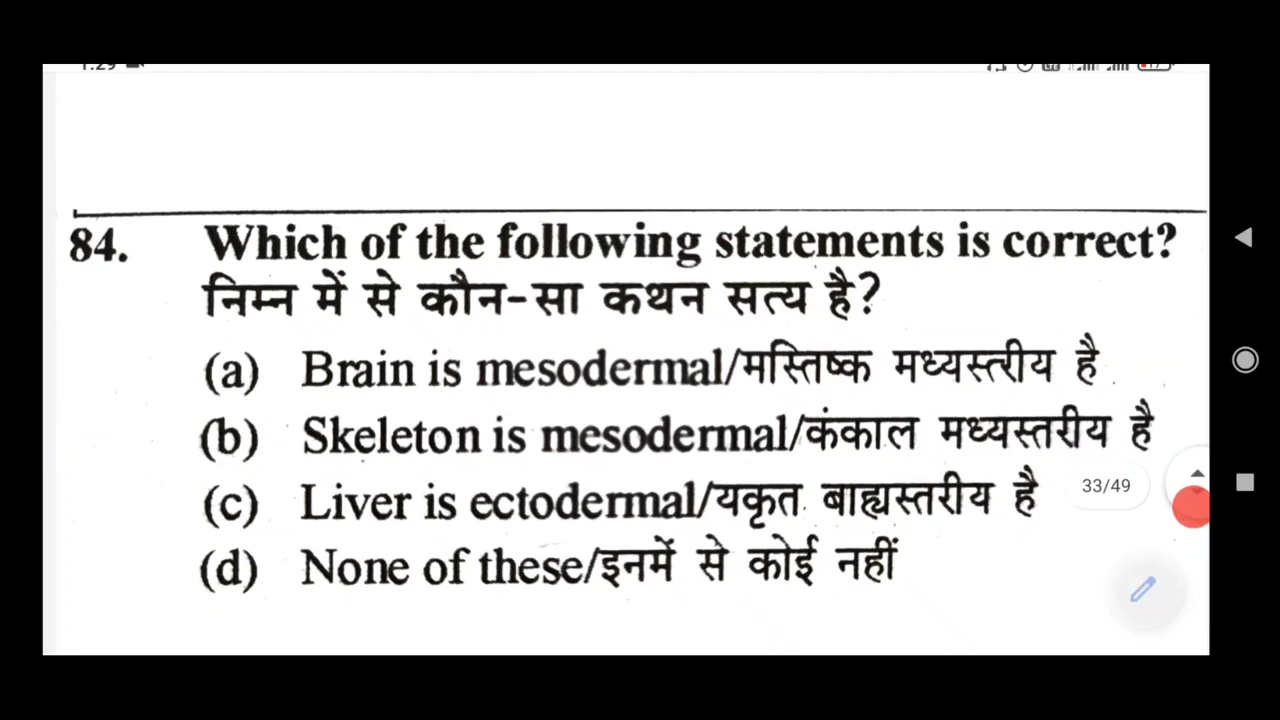 84. Which of the following statements is correct?
निम्न में से कौन-सा कथन सत्य है?
(a) Brain is mesodermal/मस्तिष्क मध्यस्त्रीय है
(b) Skeleton is mesodermal/कंकाल मध्यस्तरीय है
(c) Liver is ectodermal/यकृत बाह्यस्तरीय है
33/49
(d) None of these/इनमें से कोई नहीं